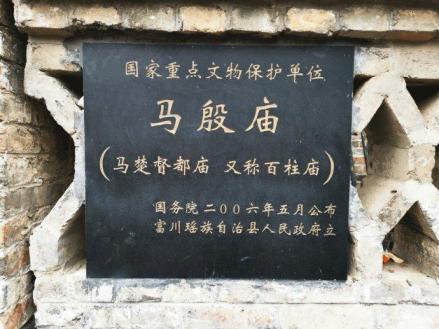 国家重点文物保护单位
马殷庙
（马楚督都庙 又称百柱庙）
国务院二〇〇六年五月公布
富川瑶族自治县人民政府立